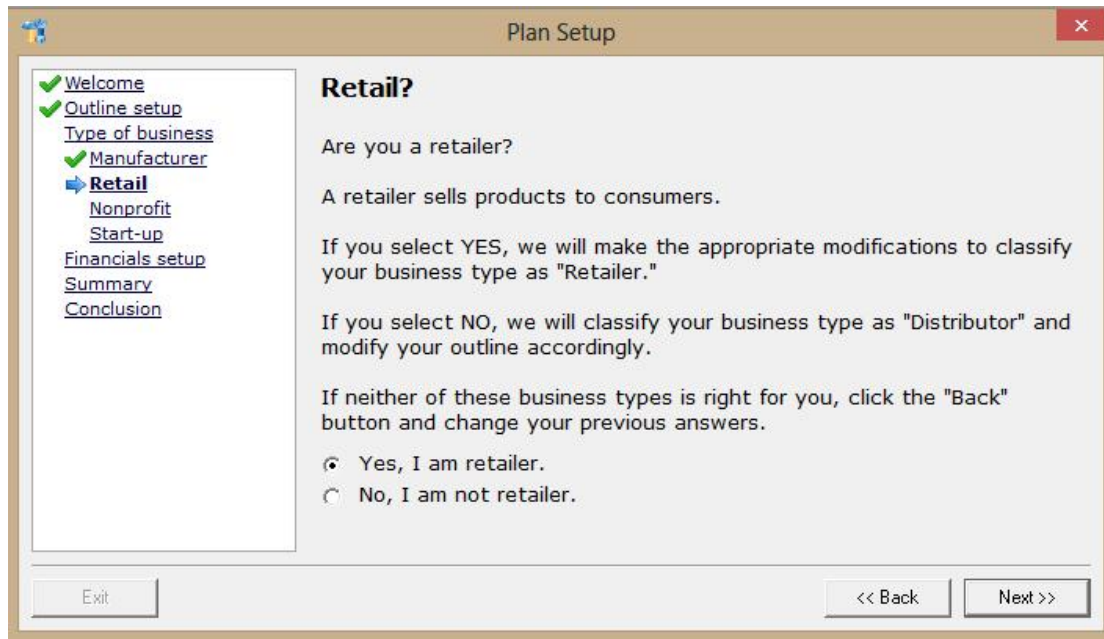 Plan Setup
Welcome
Outline setup
Type of business
Manufacturer
Retail
Nonprofit
Start-up
Financials setup
Summary
Conclusion
Retail?
Are you a retailer?
A retailer sells products to consumers.
If you select YES, we will make the appropriate modifications to classify
your business type as "Retailer."
If you select NO, we will classify your business type as "Distributor" and
modify your outline accordingly.
If neither of these business types is right for you, click the "Back"
button and change your previous answers.
Yes, I am retailer.
No, I am not retailer.
Exit
<< Back
Next >>